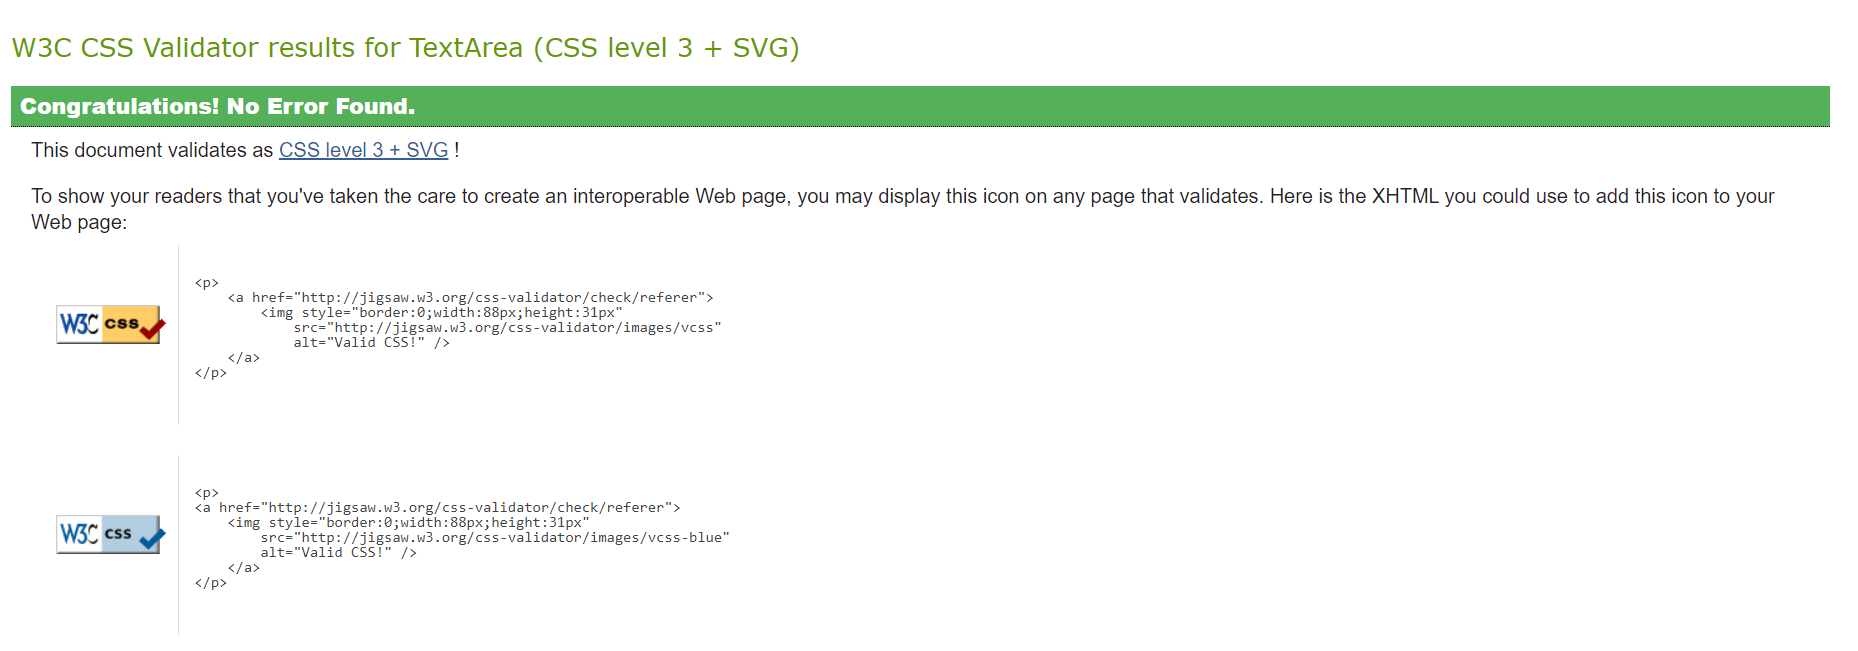 W3C CSS Validator results for TextArea (CSS level 3 + SVG)
Congratulations! No Error Found.
This document validates as CSS level 3 + SVG !
To show your readers that you've taken the care to create an interoperable Web page, you may display this icon on any page that validates. Here is the XHTML you could use to add this icon to your
Web page:
W3C css
<p>
    <a href="http://jigsaw.w3.org/css-validator/check/referer">
        <img style="border:0;width:88px;height:31px"
            src="http://jigsaw.w3.org/css-validator/images/vcss"
            alt="Valid CSS!" />
    </a>
</p>
W3C css
<p>
<a href="http://jigsaw.w3.org/css-validator/check/referer">
    <img style="border:0;width:88px;height:31px"
        src="http://jigsaw.w3.org/css-validator/images/vcss-blue"
        alt="Valid CSS!" />
    </a>
</p>